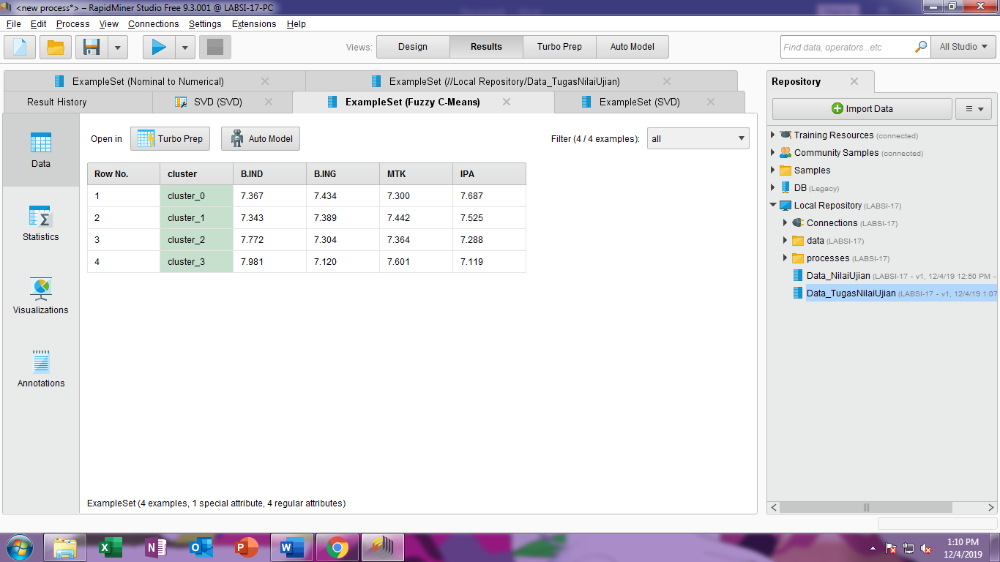 <new process*> – RapidMiner Studio Free 9.3.001 @ LABSI-17-PC
File Edit Process View Connections Settings Extensions Help
Views: Design Results Turbo Prep Auto Model
Find data, operators...etc All Studio
ExampleSet (Nominal to Numerical) ExampleSet (//Local Repository/Data_TugasNilaiUjian)
Result History SVD (SVD) ExampleSet (Fuzzy C-Means) ExampleSet (SVD)
Data
Statistics
Visualizations
Annotations
Open in Turbo Prep Auto Model Filter (4 / 4 examples): all
Row No. cluster B.IND B.ING MTK IPA
1 cluster_0 7.367 7.434 7.300 7.687
2 cluster_1 7.343 7.389 7.442 7.525
3 cluster_2 7.772 7.304 7.364 7.288
4 cluster_3 7.981 7.120 7.601 7.119
ExampleSet (4 examples, 1 special attribute, 4 regular attributes)
Repository
Import Data
Training Resources (connected)
Community Samples (connected)
Samples
DB (Legacy)
Local Repository (LABSI-17)
Connections (LABSI-17)
data (LABSI-17)
processes (LABSI-17)
Data_NilaiUjian (LABSI-17 - v1, 12/4/19 12:50 PM -
Data_TugasNilaiUjian (LABSI-17 - v1, 12/4/19 1:07
1:10 PM
12/4/2019